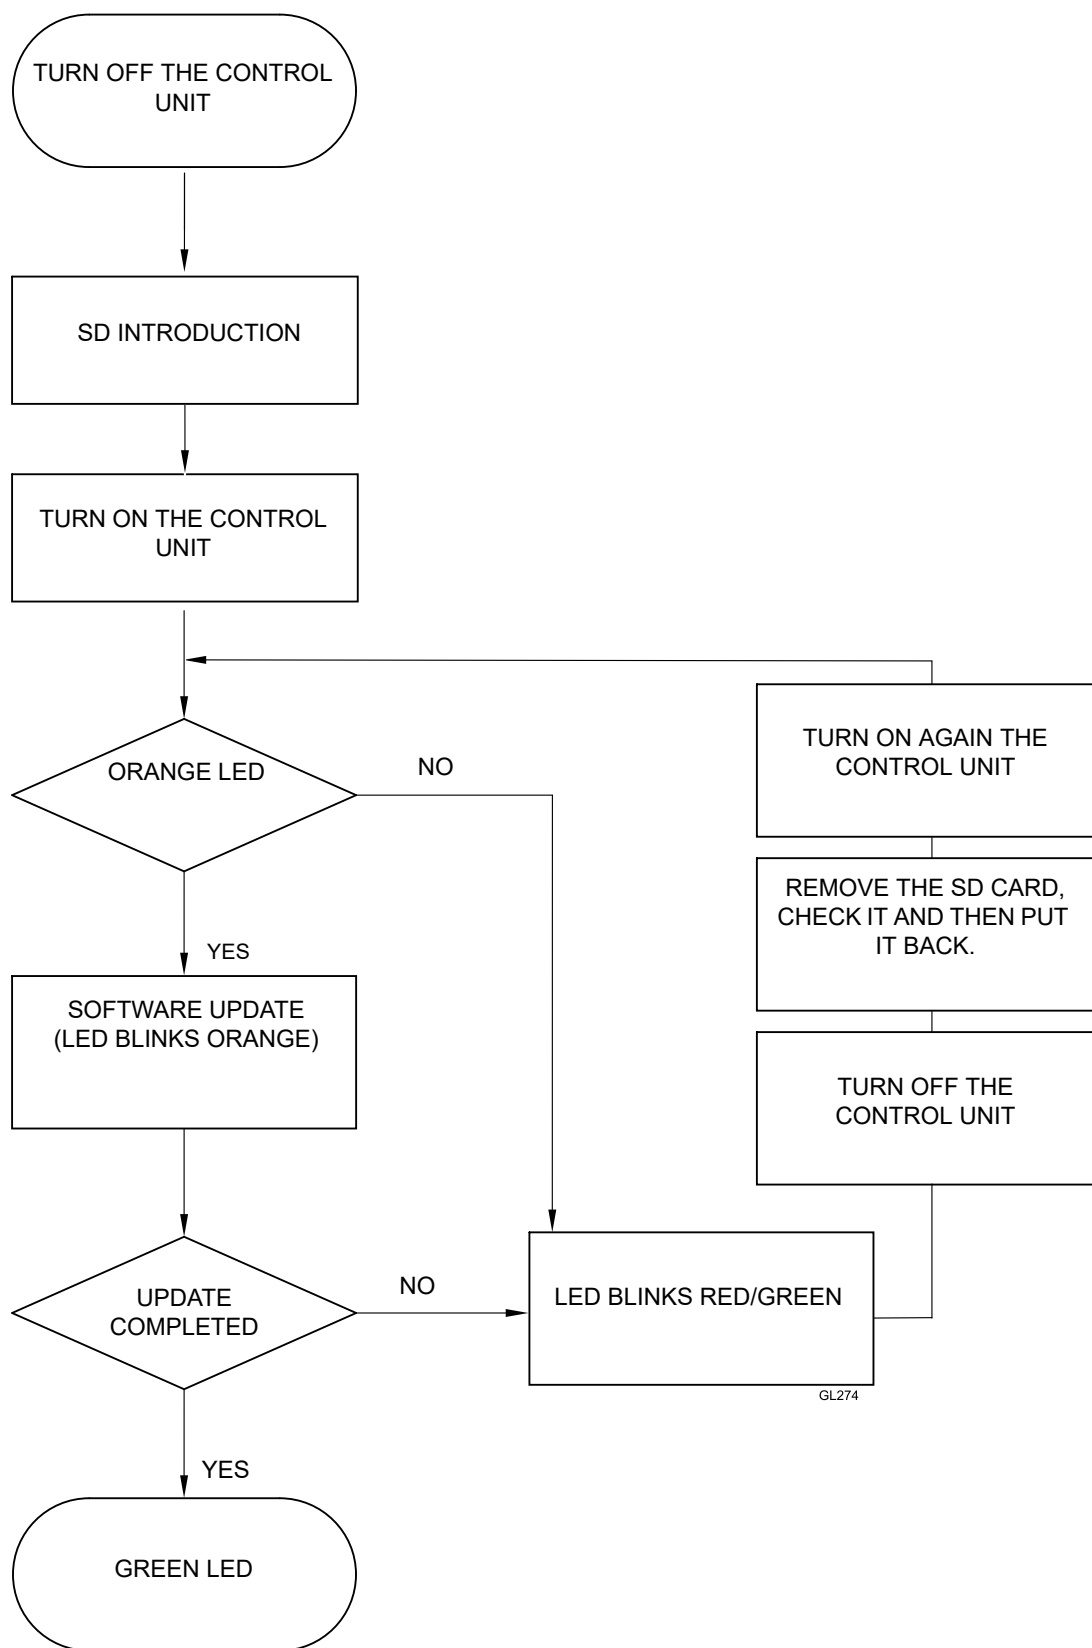 TURN OFF THE CONTROL
UNIT
SD INTRODUCTION
TURN ON THE CONTROL
UNIT
ORANGE LED
NO
YES
SOFTWARE UPDATE
(LED BLINKS ORANGE)
UPDATE
COMPLETED
NO
YES
GREEN LED
LED BLINKS RED/GREEN
GL274
TURN OFF THE
CONTROL UNIT
REMOVE THE SD CARD,
CHECK IT AND THEN PUT
IT BACK.
TURN ON AGAIN THE
CONTROL UNIT